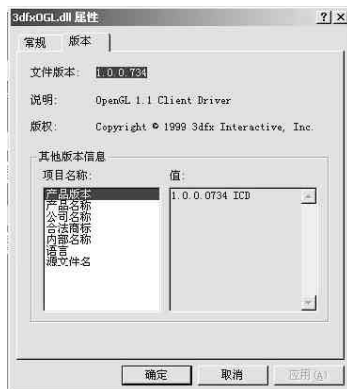 3dfxOGL.dll 属性
常规 版本
文件版本: 1.0.0.734
说明: OpenGL 1.1 Client Driver
版权: Copyright © 1999 3dfx Interactive, Inc.
其他版本信息
项目名称: 值:
产品版本 1.0.0.0734 ICD
产品名称
公司名称
合法商标
内部名称
语言
源文件名
确定 取消 应用(A)